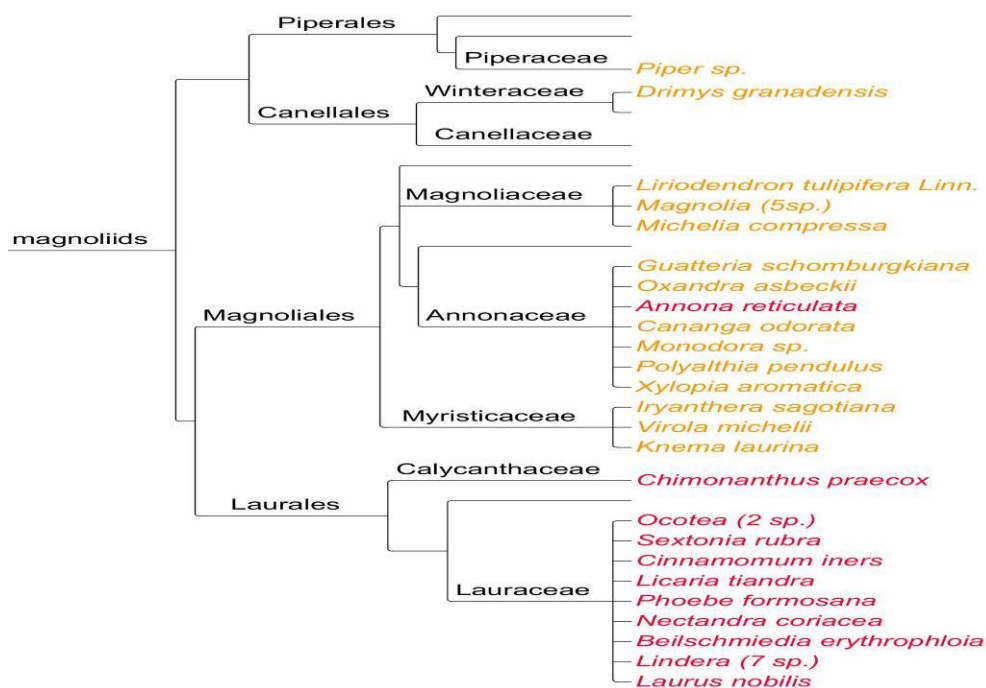 Piperales
Piperaceae
Piper sp.
Winteraceae
Drimys granadensis
Canellales
Canellaceae
Liriodendron tulipifera Linn.
Magnoliaceae
Magnolia (5sp.)
Michelia compressa
magnoliids
Guatteria schomburgkiana
Oxandra asbeckii
Annona reticulata
Magnoliales
Annonaceae
Cananga odorata
Monodora sp.
Polyalthia pendulus
Xylopia aromatica
Iryanthera sagotiana
Myristicaceae
Virola michelii
Knema laurina
Calycanthaceae
Chimonanthus praecox
Laurales
Ocotea (2 sp.)
Sextonia rubra
Cinnamomum iners
Licaria tiandra
Lauraceae
Phoebe formosana
Nectandra coriacea
Beilschmiedia erythrophloia
Lindera (7 sp.)
Laurus nobilis